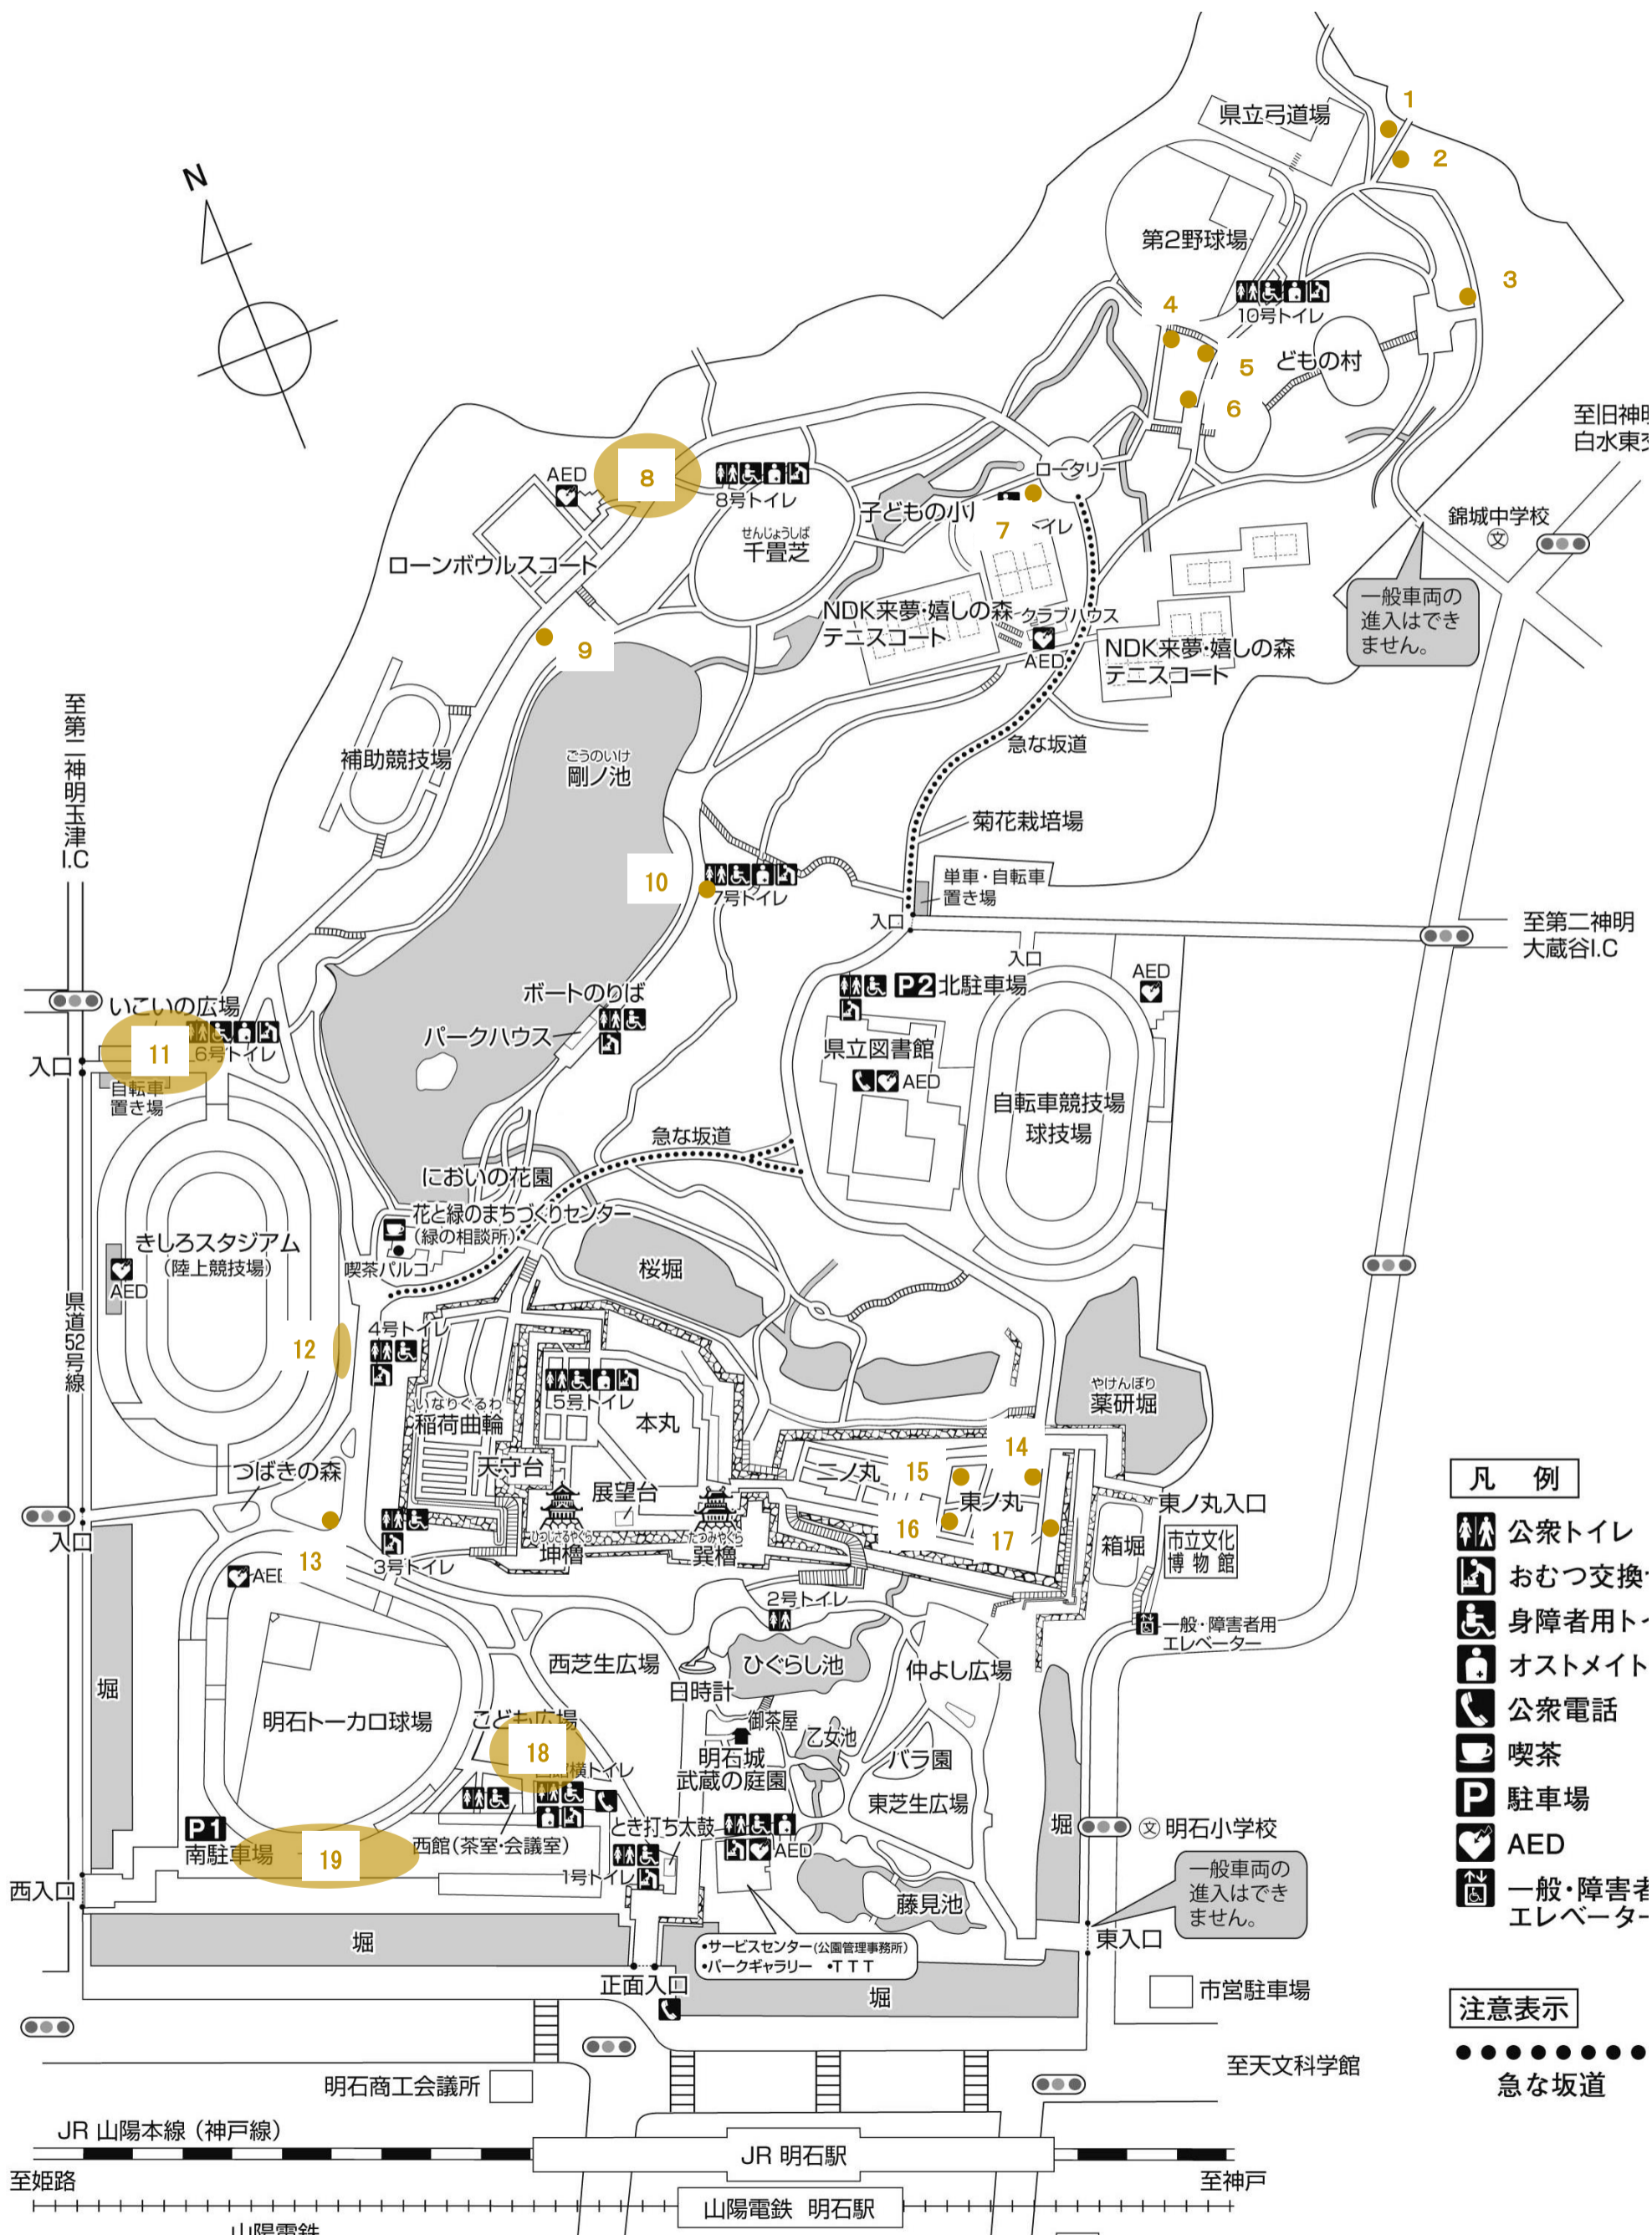 N
県立弓道場
1
2
第2野球場
3
4
10号トイレ
5
どもの村
6
至旧神明
白水東交
AED
8
8号トイレ
ロータリー
子どもの小川
7
イレ
せんじょうしば
千畳芝
錦城中学校
文
ローンボウルスコート
一般車両の
進入はでき
ません。
NDK来夢・嬉しの森
テニスコート
クラブハウス
AED
NDK来夢・嬉しの森
テニスコート
9
至第二神明玉津I.C
補助競技場
ごうのいけ
剛ノ池
急な坂道
菊花栽培場
10
7号トイレ
単車・自転車
置き場
入口
至第二神明
大蔵谷I.C
入口
いこいの広場
ボートのりば
P2 北駐車場
AED
パークハウス
11
6号トイレ
入口
自転車
置き場
県立図書館
AED
自転車競技場
球技場
急な坂道
においの花園
花と緑のまちづくりセンター
(緑の相談所)
喫茶パルコ
きしろスタジアム
(陸上競技場)
AED
桜堀
県道52号線
12
4号トイレ
5号トイレ
いなりぐるわ
稲荷曲輪
本丸
やけんぼり
薬研堀
つばきの森
天守台
展望台
二ノ丸
15
14
東ノ丸
16
17
東ノ丸入口
箱堀
市立文化
博物館
入口
13
AED
3号トイレ
ひつじさるやぐら
坤櫓
たつみやぐら
巽櫓
2号トイレ
一般・障害者用
エレベーター
西芝生広場
ひぐらし池
仲よし広場
日時計
堀
明石トーカロ球場
こども広場
18
西館横トイレ
御茶屋
明石城
武蔵の庭園
乙女池
バラ園
東芝生広場
P1
南駐車場
19
西館(茶室・会議室)
とき打ち太鼓
1号トイレ
AED
堀
文 明石小学校
一般車両の
進入はでき
ません。
西入口
藤見池
東入口
堀
•サービスセンター(公園管理事務所)
•パークギャラリー •TTT
正面入口
堀
市営駐車場
明石商工会議所
至天文科学館
JR 山陽本線(神戸線)
JR 明石駅
至姫路
至神戸
山陽電鉄 明石駅
山陽電鉄
凡 例
公衆トイレ
おむつ交換
身障者用ト
オストメイト
公衆電話
喫茶
P 駐車場
AED
一般・障害者
エレベータ
注意表示
急な坂道